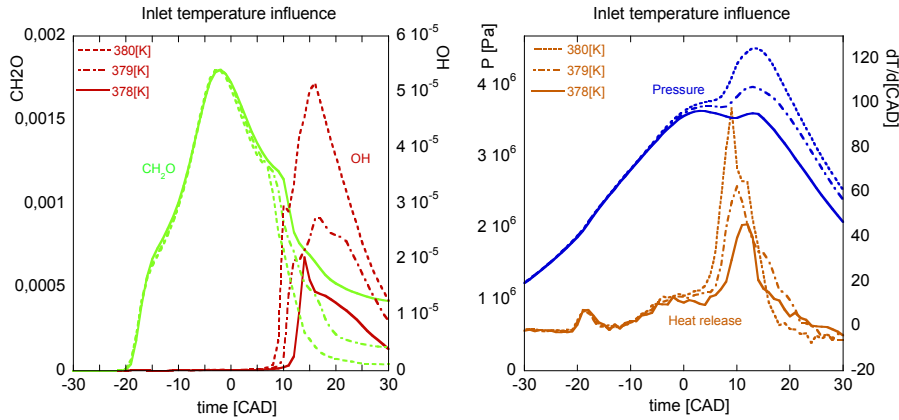 Inlet temperature influence
CH2O
0,002
0,0015
0,001
0,0005
0
380[K]
379[K]
378[K]
CH₂O
OH
6 10⁻⁵
5 10⁻⁵
4 10⁻⁵
3 10⁻⁵
2 10⁻⁵
10⁻⁵
0
OH
-30 -20 -10 0 10 20 30
time [CAD]
Inlet temperature influence
P [Pa]
4 10⁶
3 10⁶
2 10⁶
1 10⁶
0
380[K]
379[K]
378[K]
Pressure
Heat release
120
100
80
60
40
20
0
-20
dT/d[CAD]
-30 -20 -10 0 10 20 30
time [CAD]